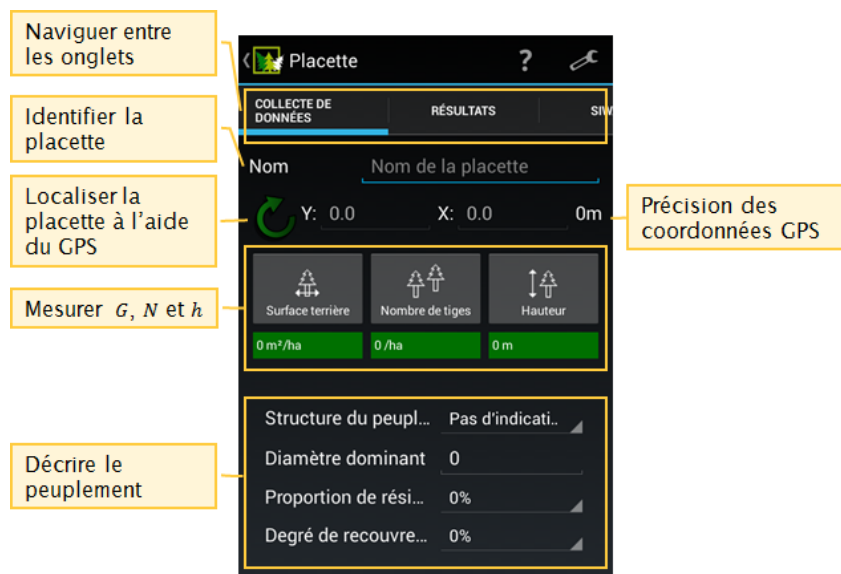 Naviguer entre
les onglets
Placette
?
COLLECTE DE
DONNÉES
RÉSULTATS
SIW
Identifier la
placette
Nom
Nom de la placette
Localiser la
placette à l'aide
du GPS
Y: 0.0
X: 0.0
0m
Précision des
coordonnées GPS
Mesurer G, N et h
Surface terrière
Nombre de tiges
Hauteur
0 m²/ha
0 /ha
0 m
Décrire le
peuplement
Structure du peupl...
Pas d'indicati..
Diamètre dominant
0
Proportion de rési...
0%
Degré de recouvre...
0%